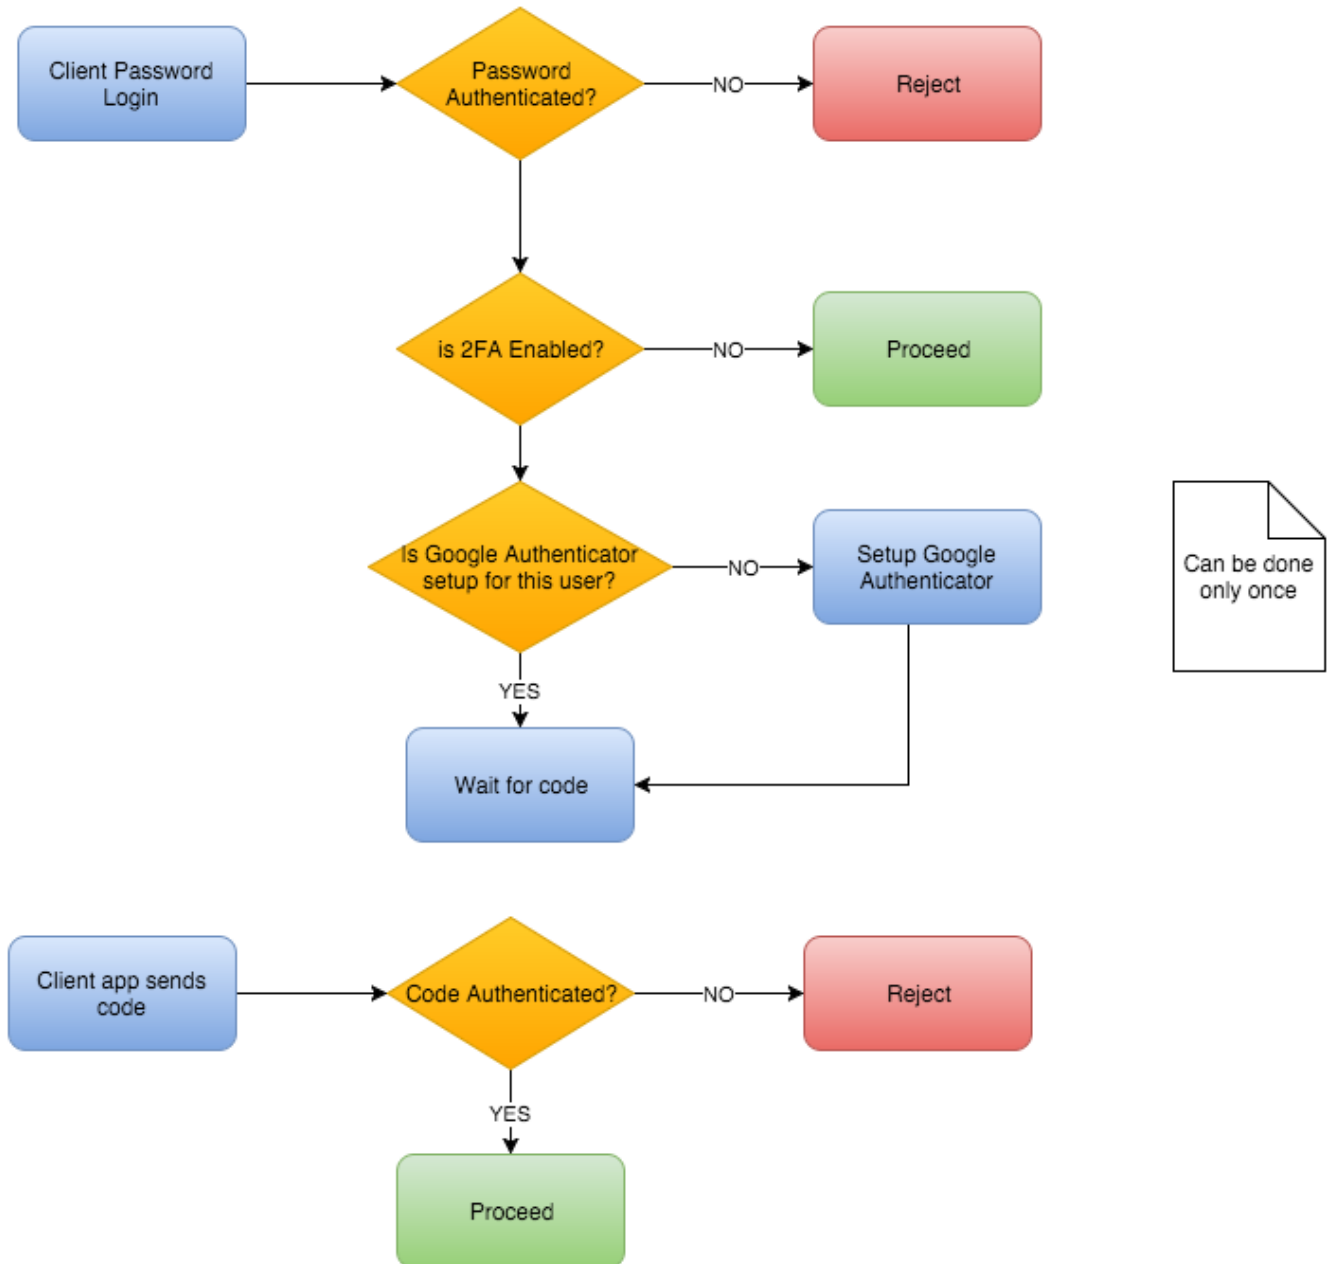 Client Password
Login
Password
Authenticated?
NO
Reject
is 2FA Enabled?
NO
Proceed
Is Google Authenticator
setup for this user?
NO
Setup Google
Authenticator
Can be done
only once
YES
Wait for code
Client app sends
code
Code Authenticated?
NO
Reject
YES
Proceed